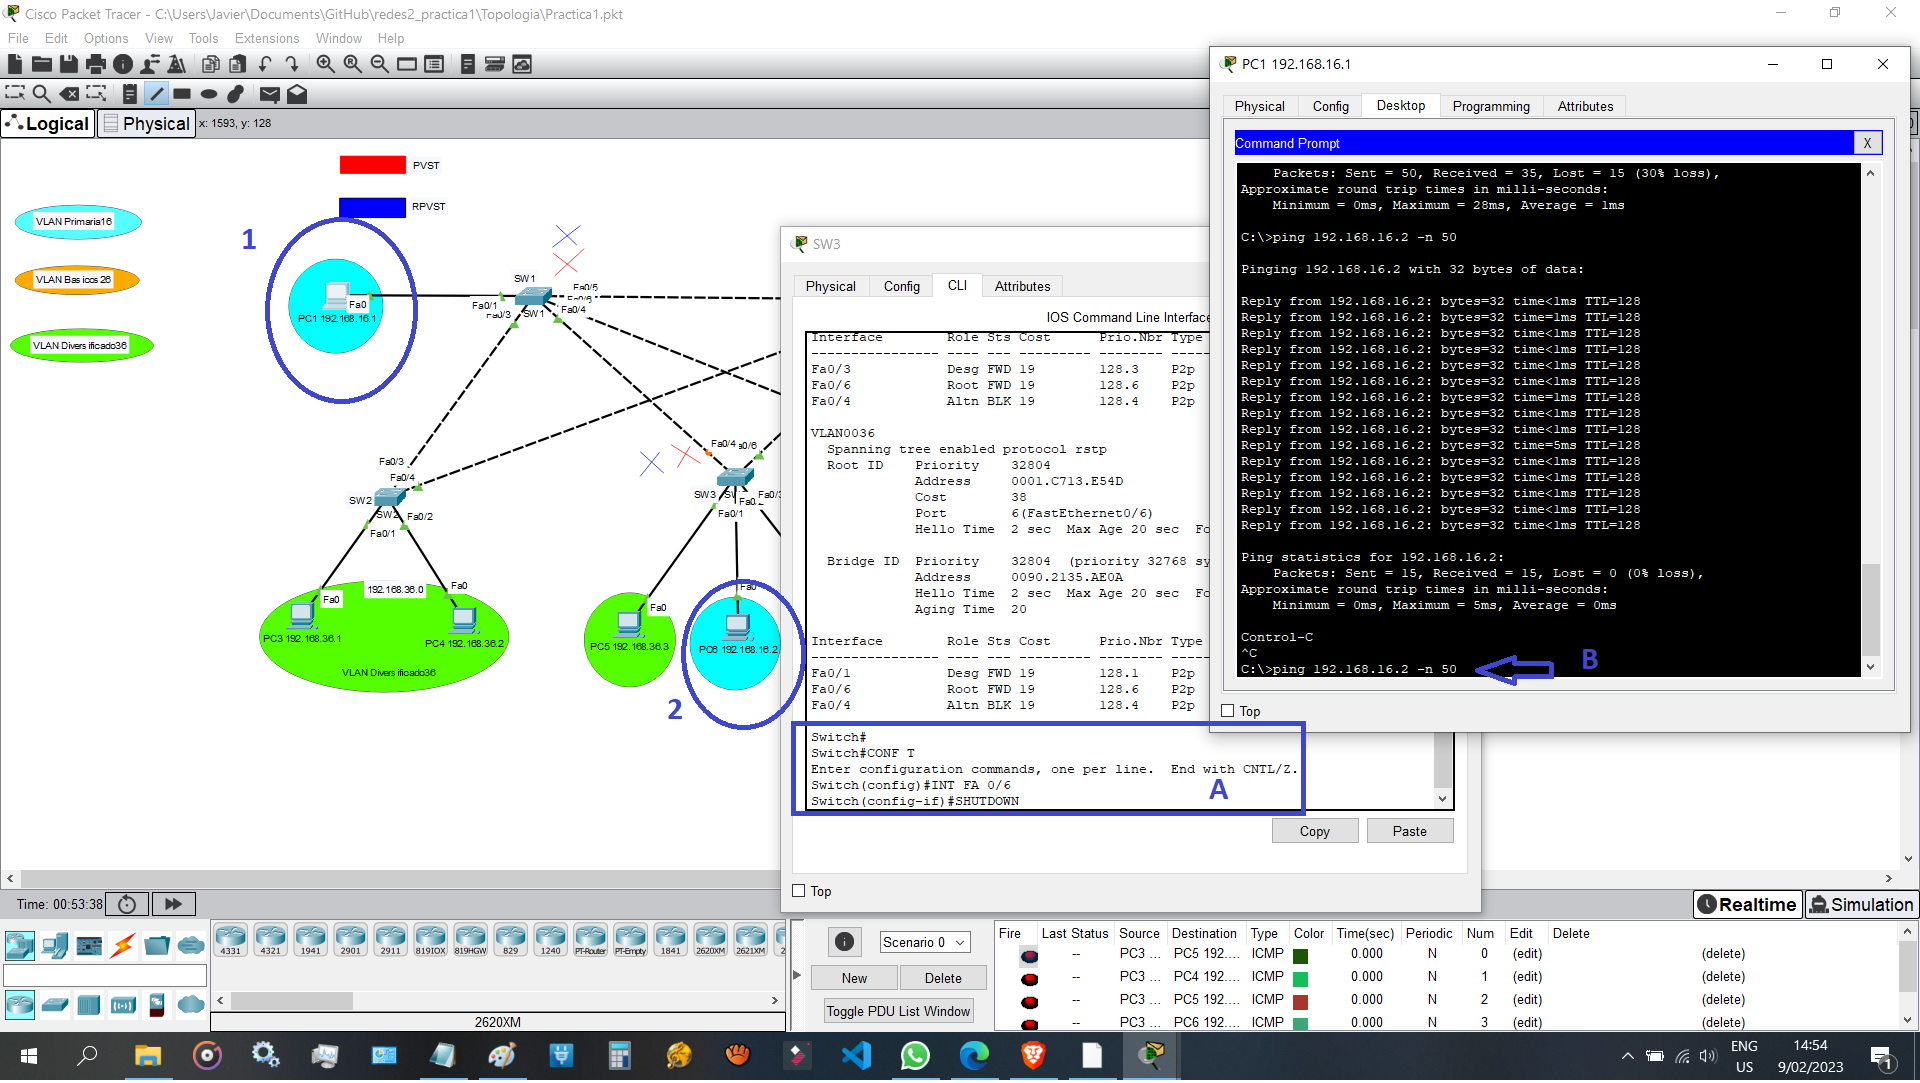 Cisco Packet Tracer - C:\Users\Javier\Documents\GitHub\redes2_practica1\Topologia\Practica1.pkt
File Edit Options View Tools Extensions Window Help
Logical Physical x: 1593, y: 128
PVST
RPVST
VLAN Primaria16
VLAN Basicos26
VLAN Diversificado36
1
Fa0
PC1 192.168.16.1
SW1
Fa0/1
Fa0/3
SW1
Fa0/5
Fa0/6
Fa0/4
Fa0/3
Fa0/4
SW2
SW2
Fa0/2
Fa0/1
192.168.36.0
Fa0
Fa0
PC3 192.168.36.1
PC4 192.168.36.2
VLAN Diversificado36
Fa0/4
SW3
Fa0/1
Fa0
PC5 192.168.36.3
Fa0
PC6 192.168.16.2
2
SW3
Physical Config CLI Attributes
IOS Command Line Interface
Interface Role Sts Cost Prio.Nbr Type
---------------- ---- --- --------- -------- ----
Fa0/3 Desg FWD 19 128.3 P2p
Fa0/6 Root FWD 19 128.6 P2p
Fa0/4 Altn BLK 19 128.4 P2p
VLAN0036
Spanning tree enabled protocol rstp
Root ID Priority 32804
Address 0001.C713.E54D
Cost 38
Port 6(FastEthernet0/6)
Hello Time 2 sec Max Age 20 sec Fo
Bridge ID Priority 32804 (priority 32768 sy
Address 0090.2135.AE0A
Hello Time 2 sec Max Age 20 sec Fo
Aging Time 20
Interface Role Sts Cost Prio.Nbr Type
---------------- ---- --- --------- -------- ----
Fa0/1 Desg FWD 19 128.1 P2p
Fa0/6 Root FWD 19 128.6 P2p
Fa0/4 Altn BLK 19 128.4 P2p
Switch#
Switch#CONF T
Enter configuration commands, one per line. End with CNTL/Z.
Switch(config)#INT FA 0/6
Switch(config-if)#SHUTDOWN
A
Copy Paste
Top
PC1 192.168.16.1
Physical Config Desktop Programming Attributes
Command Prompt X
Packets: Sent = 50, Received = 35, Lost = 15 (30% loss),
Approximate round trip times in milli-seconds:
Minimum = 0ms, Maximum = 28ms, Average = 1ms
C:\>ping 192.168.16.2 -n 50
Pinging 192.168.16.2 with 32 bytes of data:
Reply from 192.168.16.2: bytes=32 time<1ms TTL=128
Reply from 192.168.16.2: bytes=32 time=1ms TTL=128
Reply from 192.168.16.2: bytes=32 time<1ms TTL=128
Reply from 192.168.16.2: bytes=32 time<1ms TTL=128
Reply from 192.168.16.2: bytes=32 time<1ms TTL=128
Reply from 192.168.16.2: bytes=32 time=1ms TTL=128
Reply from 192.168.16.2: bytes=32 time=1ms TTL=128
Reply from 192.168.16.2: bytes=32 time<1ms TTL=128
Reply from 192.168.16.2: bytes=32 time<1ms TTL=128
Reply from 192.168.16.2: bytes=32 time=5ms TTL=128
Reply from 192.168.16.2: bytes=32 time<1ms TTL=128
Reply from 192.168.16.2: bytes=32 time<1ms TTL=128
Reply from 192.168.16.2: bytes=32 time<1ms TTL=128
Reply from 192.168.16.2: bytes=32 time<1ms TTL=128
Reply from 192.168.16.2: bytes=32 time<1ms TTL=128
Ping statistics for 192.168.16.2:
Packets: Sent = 15, Received = 15, Lost = 0 (0% loss),
Approximate round trip times in milli-seconds:
Minimum = 0ms, Maximum = 5ms, Average = 0ms
Control-C
^C
C:\>ping 192.168.16.2 -n 50
B
Top
Time: 00:53:38
Realtime Simulation
4331 4321 1941 2901 2911 819IOX 819HGW 829 1240 PT-Router PT-Empty 1841 2620XM 2621XM
2620XM
Scenario 0
New Delete
Toggle PDU List Window
Fire Last Status Source Destination Type Color Time(sec) Periodic Num Edit Delete
-- PC3 ... PC5 192.... ICMP 0.000 N 0 (edit) (delete)
-- PC3 ... PC4 192.... ICMP 0.000 N 1 (edit) (delete)
-- PC3 ... PC5 192.... ICMP 0.000 N 2 (edit) (delete)
-- PC3 ... PC6 192.... ICMP 0.000 N 3 (edit) (delete)
ENG
US
14:54
9/02/2023
1